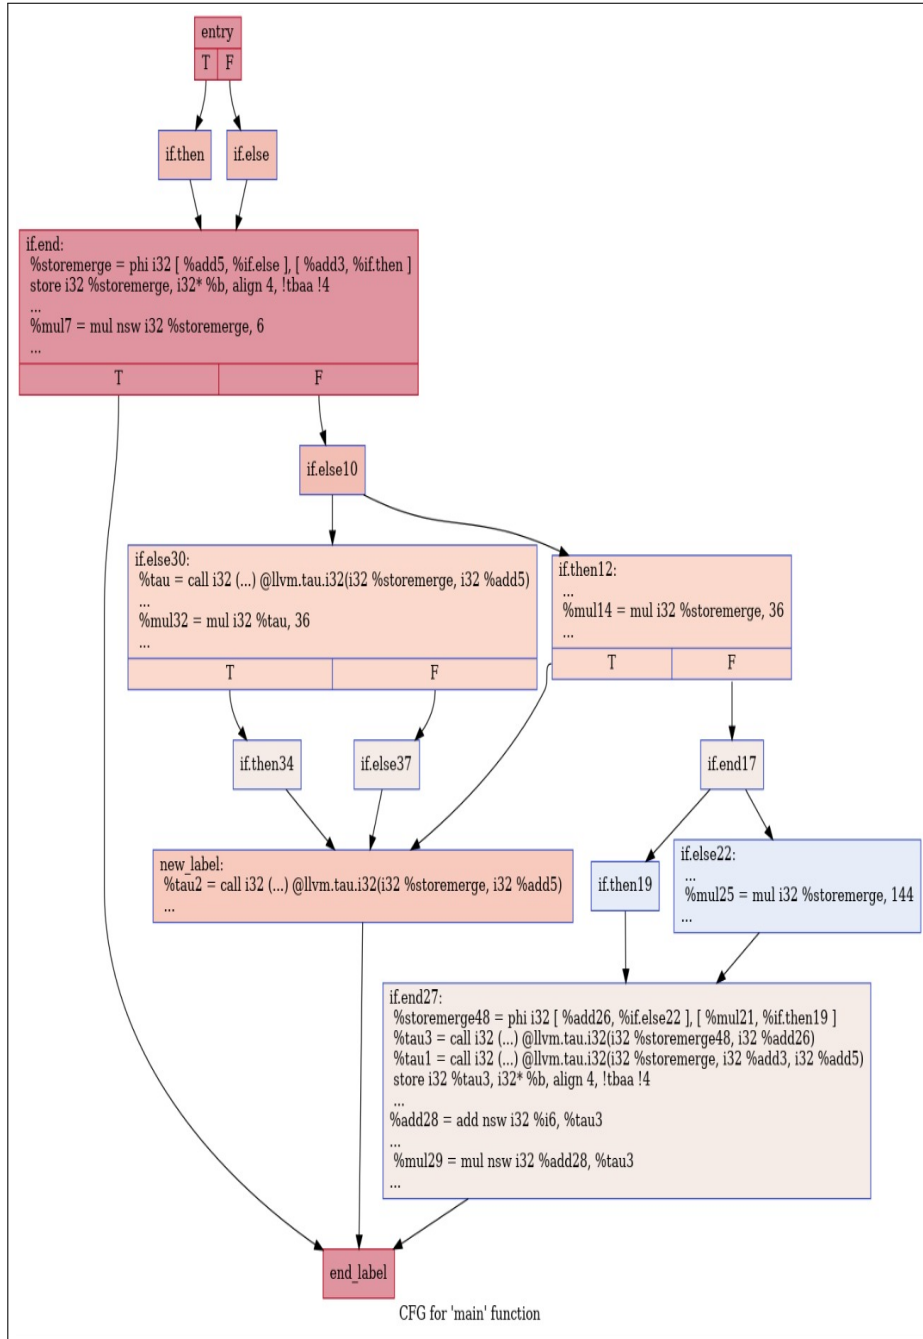 entry
T F
if.then if.else
if.end:
%storemerge = phi i32 [ %add5, %if.else ], [ %add3, %if.then ]
store i32 %storemerge, i32* %b, align 4, !tbaa !4
...
%mul7 = mul nsw i32 %storemerge, 6
...
T F
if.else10
if.else30:
%tau = call i32 (...) @llvm.tau.i32(i32 %storemerge, i32 %add5)
...
%mul32 = mul i32 %tau, 36
...
T F
if.then12:
...
%mul14 = mul i32 %storemerge, 36
...
T F
if.then34 if.else37
if.end17
new_label:
%tau2 = call i32 (...) @llvm.tau.i32(i32 %storemerge, i32 %add5)
...
if.then19
if.else22:
...
%mul25 = mul i32 %storemerge, 144
...
if.end27:
%storemerge48 = phi i32 [ %add26, %if.else22 ], [ %mul21, %if.then19 ]
%tau3 = call i32 (...) @llvm.tau.i32(i32 %storemerge48, i32 %add26)
%tau1 = call i32 (...) @llvm.tau.i32(i32 %storemerge, i32 %add3, i32 %add5)
store i32 %tau3, i32* %b, align 4, !tbaa !4
...
%add28 = add nsw i32 %i6, %tau3
...
%mul29 = mul nsw i32 %add28, %tau3
...
end_label
CFG for 'main' function